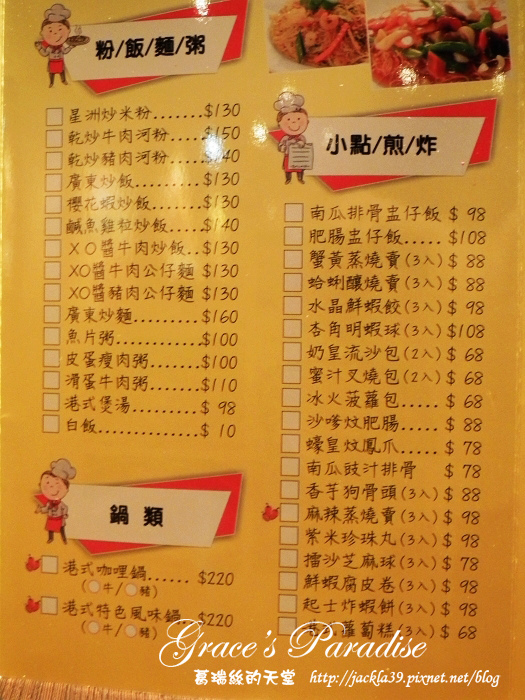 粉/飯/麵/粥
星洲炒米粉.......$130
乾炒牛肉河粉.....$150
乾炒豬肉河粉.....$140
廣東炒飯.........$130
櫻花蝦炒飯.......$130
鹹魚雞粒炒飯.....$140
XO醬牛肉炒飯..$130
XO醬牛肉公仔麵 $130
XO醬豬肉公仔麵 $130
廣東炒麵..........$160
魚片粥............$100
皮蛋瘦肉粥........$100
滑蛋牛肉粥........$110
港式煲湯..........$ 98
白飯..............$ 10
鍋 類
港式咖哩鍋......$220
(○牛/○豬)
港式特色風味鍋..$220
(○牛/○豬)
小點/煎/炸
南瓜排骨盅仔飯 $ 98
肥腸盅仔飯.....$108
蟹黃蒸燒賣(3入) $ 88
蛤蜊釀燒賣(3入) $ 88
水晶鮮蝦餃(3入) $ 98
杏角明蝦球(3入) $108
奶皇流沙包(2入) $ 68
蜜汁叉燒包(2入) $ 68
冰火菠蘿包..... $ 68
沙嗲炆肥腸..... $ 88
蠔皇炆鳳爪..... $ 78
南瓜豉汁排骨 $ 78
香芋狗骨頭(3入) $ 88
麻辣蒸燒賣(3入) $ 98
紫米珍珠丸(3入) $ 98
擂沙芝麻球(3入) $ 78
鮮蝦腐皮卷(3入) $ 98
起士炸蝦餅(3入) $ 98
蘿蔔糕(3入) $ 68
Grace's Paradise
葛瑞絲的天堂 http://jackla39.pixnet.net/blog